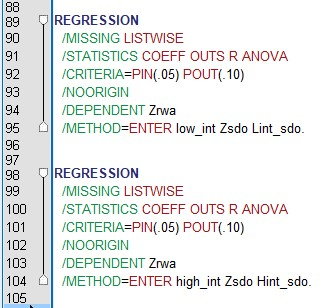 88
89 REGRESSION
90 /MISSING LISTWISE
91 /STATISTICS COEFF OUTS R ANOVA
92 /CRITERIA=PIN(.05) POUT(.10)
93 /NOORIGIN
94 /DEPENDENT Zrwa
95 /METHOD=ENTER low_int Zsdo Lint_sdo.
96
97
98 REGRESSION
99 /MISSING LISTWISE
100 /STATISTICS COEFF OUTS R ANOVA
101 /CRITERIA=PIN(.05) POUT(.10)
102 /NOORIGIN
103 /DEPENDENT Zrwa
104 /METHOD=ENTER high_int Zsdo Hint_sdo.
105